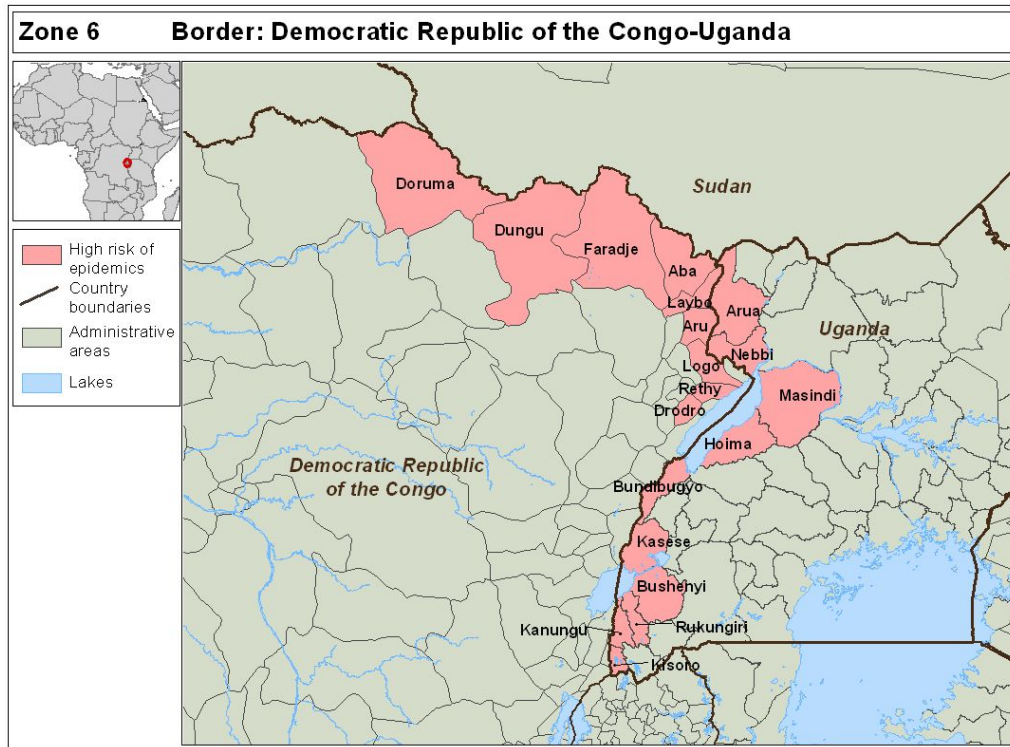 Zone 6 Border: Democratic Republic of the Congo-Uganda
High risk of
epidemics
Country
boundaries
Administrative
areas
Lakes
Doruma
Sudan
Dungu
Faradje
Aba
Laybo
Arua
Aru
Uganda
Nebbi
Logo
Rethy
Masindi
Drodro
Hoima
Democratic Republic
of the Congo
Bundibugyo
Kasese
Bushenyi
Kanungu
Rukungiri
Kisoro